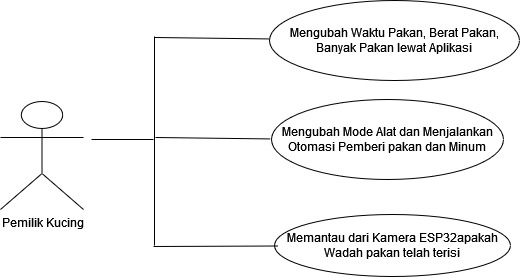 Mengubah Waktu Pakan, Berat Pakan,
Banyak Pakan lewat Aplikasi
Mengubah Mode Alat dan Menjalankan
Otomasi Pemberi pakan dan Minum
Pemilik Kucing
Memantau dari Kamera ESP32apakah
Wadah pakan telah terisi